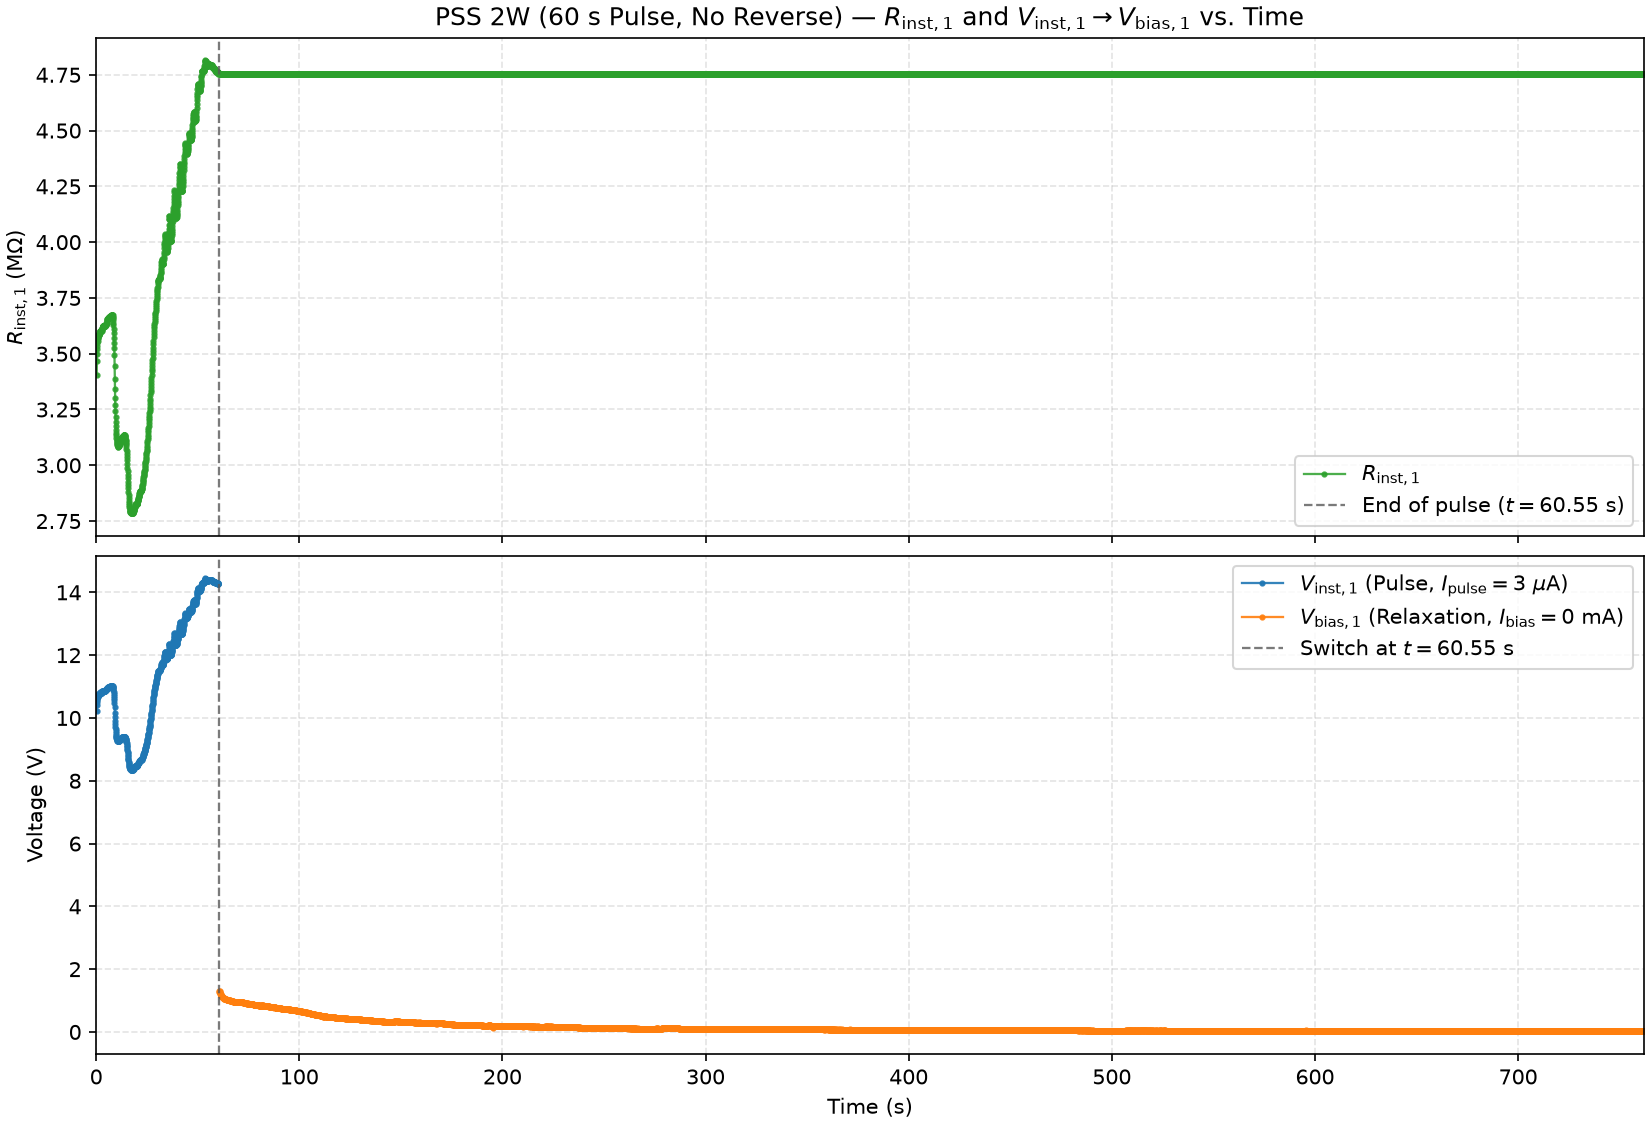 PSS 2W (60 s Pulse, No Reverse) — R_inst,1 and V_inst,1 → V_bias,1 vs. Time
R_inst,1 (MΩ)
4.75
4.50
4.25
4.00
3.75
3.50
3.25
3.00
2.75
R_inst,1
End of pulse (t = 60.55 s)
Voltage (V)
14
12
10
8
6
4
2
0
V_inst,1 (Pulse, I_pulse = 3 μA)
V_bias,1 (Relaxation, I_bias = 0 mA)
Switch at t = 60.55 s
0 100 200 300 400 500 600 700
Time (s)